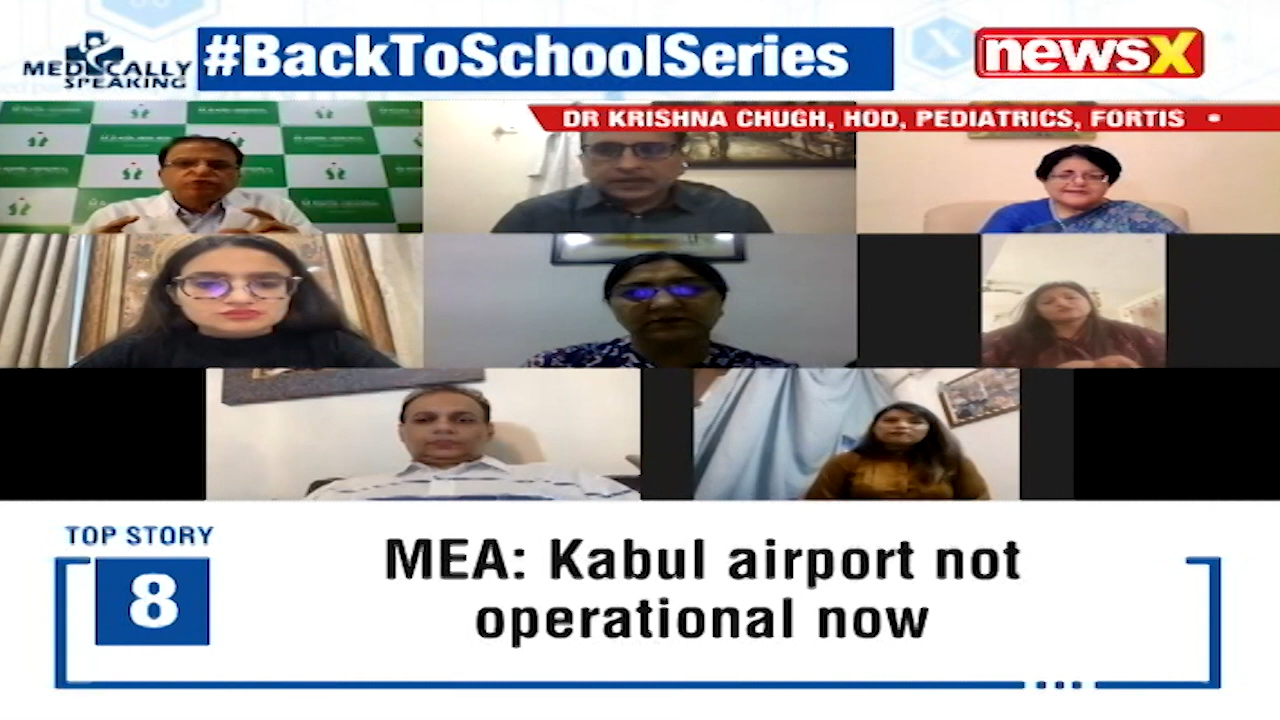 MEDICALLY
SPEAKING
#BackToSchoolSeries
newsX
DR KRISHNA CHUGH, HOD, PEDIATRICS, FORTIS •
TOP STORY
8
MEA: Kabul airport not
operational now